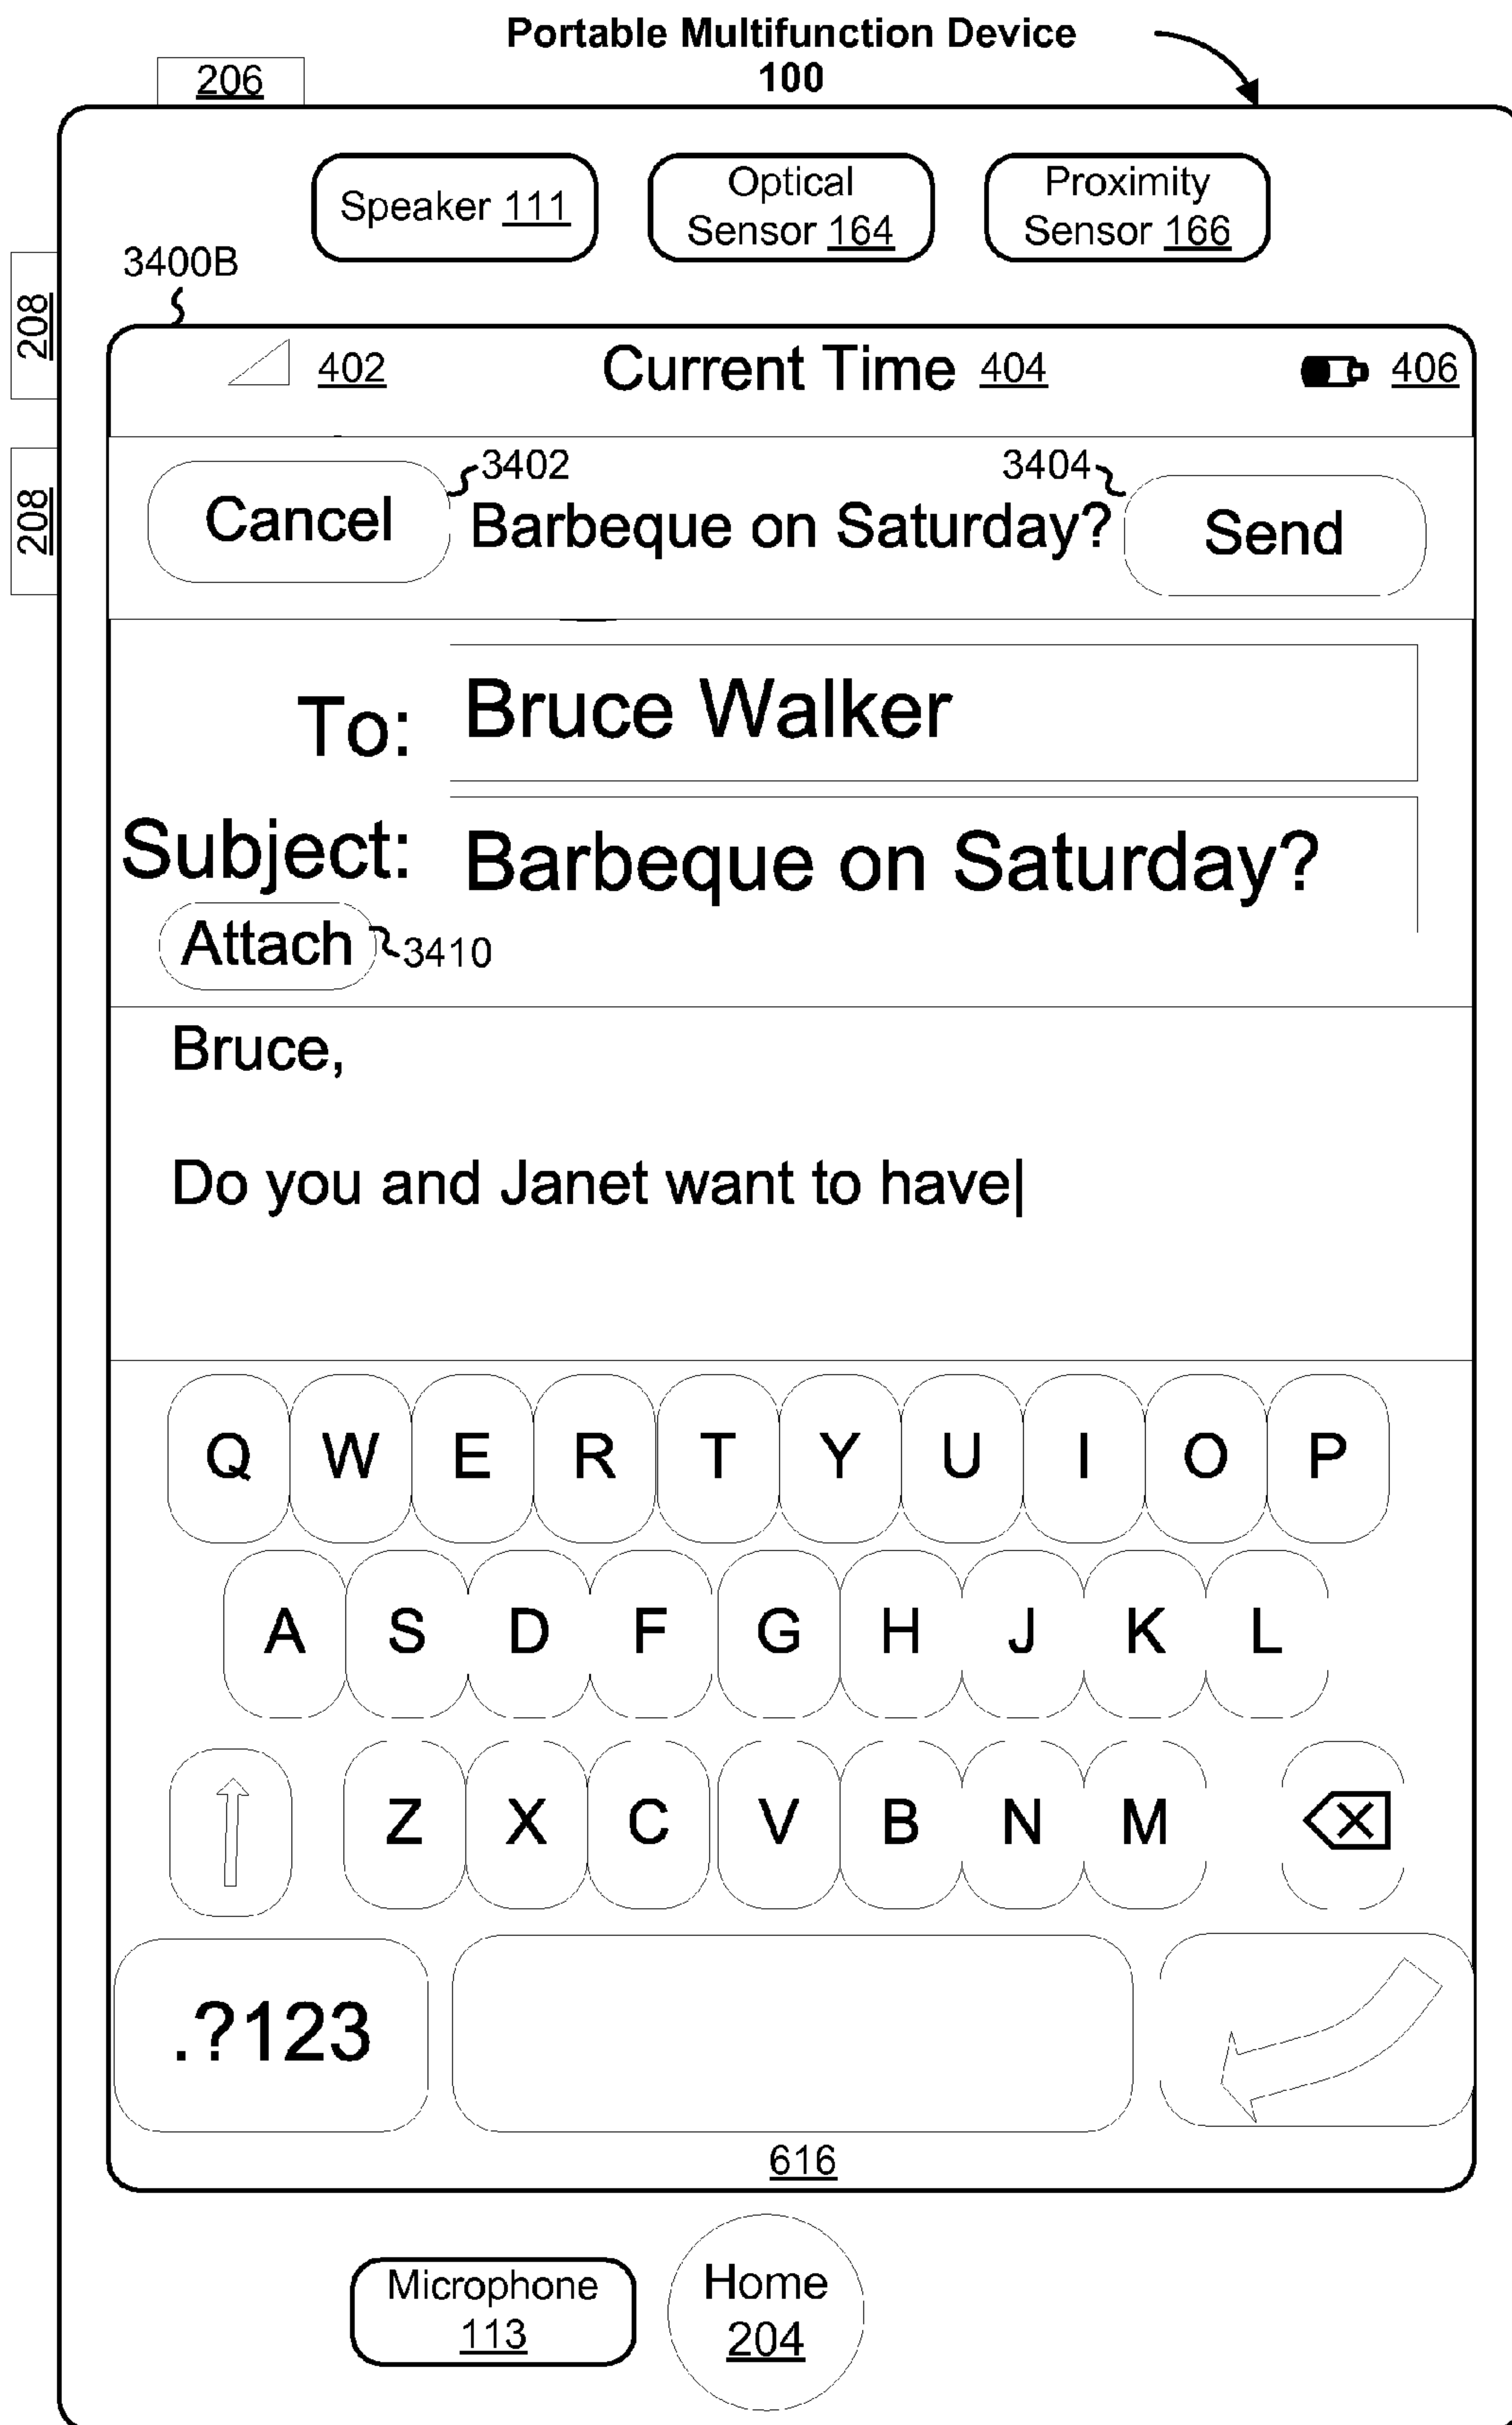 Portable Multifunction Device
100
206
Speaker 111
Optical
Sensor 164
Proximity
Sensor 166
3400B
208
208
402
Current Time 404
406
Cancel
3402
Barbeque on Saturday?
3404
Send
To:
Bruce Walker
Subject:
Barbeque on Saturday?
Attach
3410
Bruce,
Do you and Janet want to have
Q W E R T Y U I O P
A S D F G H J K L
Z X C V B N M
.?123
616
Microphone
113
Home
204